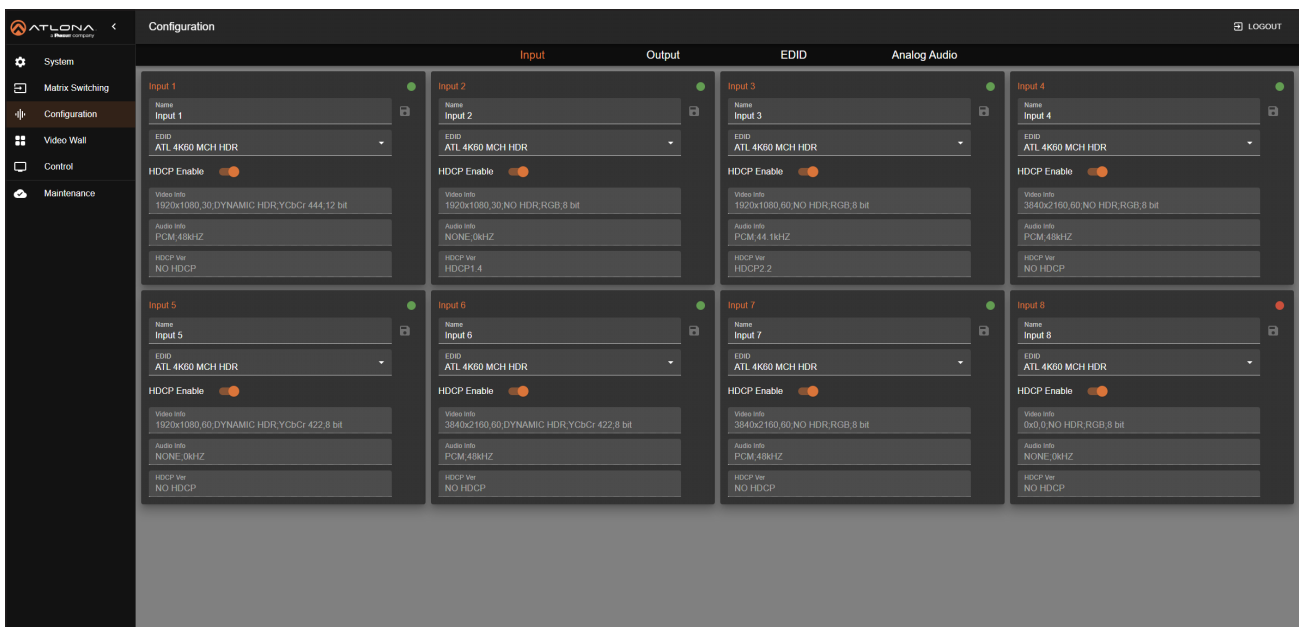 ATLONA
a Panduit company
Configuration
LOGOUT
System
Matrix Switching
Configuration
Video Wall
Control
Maintenance
Input Output EDID Analog Audio
Input 1
Name
Input 1
EDID
ATL 4K60 MCH HDR
HDCP Enable
Video Info
1920x1080,30;DYNAMIC HDR;YCbCr 444;12 bit
Audio Info
PCM;48kHZ
HDCP Ver
NO HDCP
Input 2
Name
Input 2
EDID
ATL 4K60 MCH HDR
HDCP Enable
Video Info
1920x1080,30;NO HDR;RGB;8 bit
Audio Info
NONE;0kHZ
HDCP Ver
HDCP1.4
Input 3
Name
Input 3
EDID
ATL 4K60 MCH HDR
HDCP Enable
Video Info
1920x1080,60;NO HDR;RGB;8 bit
Audio Info
PCM;44.1kHZ
HDCP Ver
HDCP2.2
Input 4
Name
Input 4
EDID
ATL 4K60 MCH HDR
HDCP Enable
Video Info
3840x2160,60;NO HDR;RGB;8 bit
Audio Info
PCM;48kHZ
HDCP Ver
NO HDCP
Input 5
Name
Input 5
EDID
ATL 4K60 MCH HDR
HDCP Enable
Video Info
1920x1080,60;DYNAMIC HDR;YCbCr 422;8 bit
Audio Info
NONE;0kHZ
HDCP Ver
NO HDCP
Input 6
Name
Input 6
EDID
ATL 4K60 MCH HDR
HDCP Enable
Video Info
3840x2160,60;DYNAMIC HDR;YCbCr 422;8 bit
Audio Info
PCM;48kHZ
HDCP Ver
NO HDCP
Input 7
Name
Input 7
EDID
ATL 4K60 MCH HDR
HDCP Enable
Video Info
3840x2160,60;NO HDR;RGB;8 bit
Audio Info
PCM;48kHZ
HDCP Ver
NO HDCP
Input 8
Name
Input 8
EDID
ATL 4K60 MCH HDR
HDCP Enable
Video Info
0x0,0;NO HDR;RGB;8 bit
Audio Info
NONE;0kHZ
HDCP Ver
NO HDCP